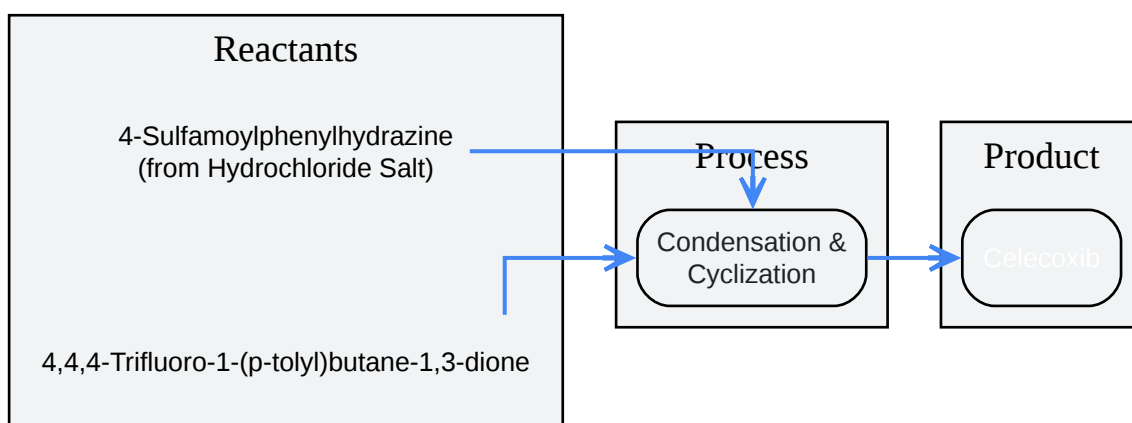 Reactants
4-Sulfamoylphenylhydrazine
(from Hydrochloride Salt)
4,4,4-Trifluoro-1-(p-tolyl)butane-1,3-dione
Process
Condensation &
Cyclization
Product
Celecoxib